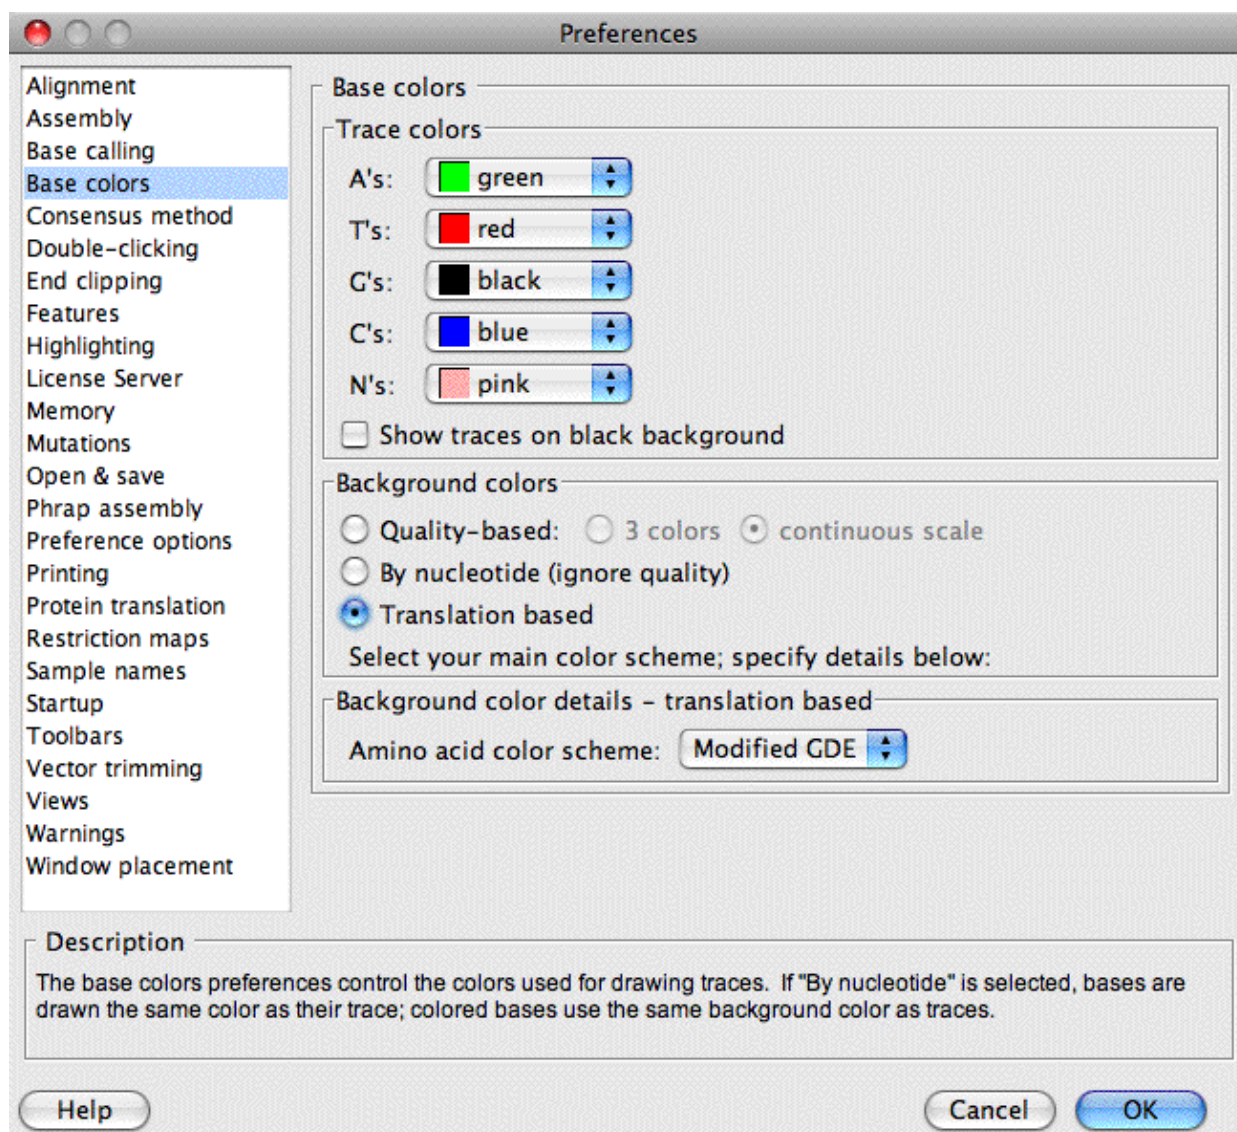 Preferences
Alignment
Assembly
Base calling
Base colors
Consensus method
Double-clicking
End clipping
Features
Highlighting
License Server
Memory
Mutations
Open & save
Phrap assembly
Preference options
Printing
Protein translation
Restriction maps
Sample names
Startup
Toolbars
Vector trimming
Views
Warnings
Window placement
Base colors
Trace colors
A's: green
T's: red
G's: black
C's: blue
N's: pink
Show traces on black background
Background colors
Quality-based: 3 colors continuous scale
By nucleotide (ignore quality)
Translation based
Select your main color scheme; specify details below:
Background color details - translation based
Amino acid color scheme: Modified GDE
Description
The base colors preferences control the colors used for drawing traces. If "By nucleotide" is selected, bases are
drawn the same color as their trace; colored bases use the same background color as traces.
Help Cancel OK